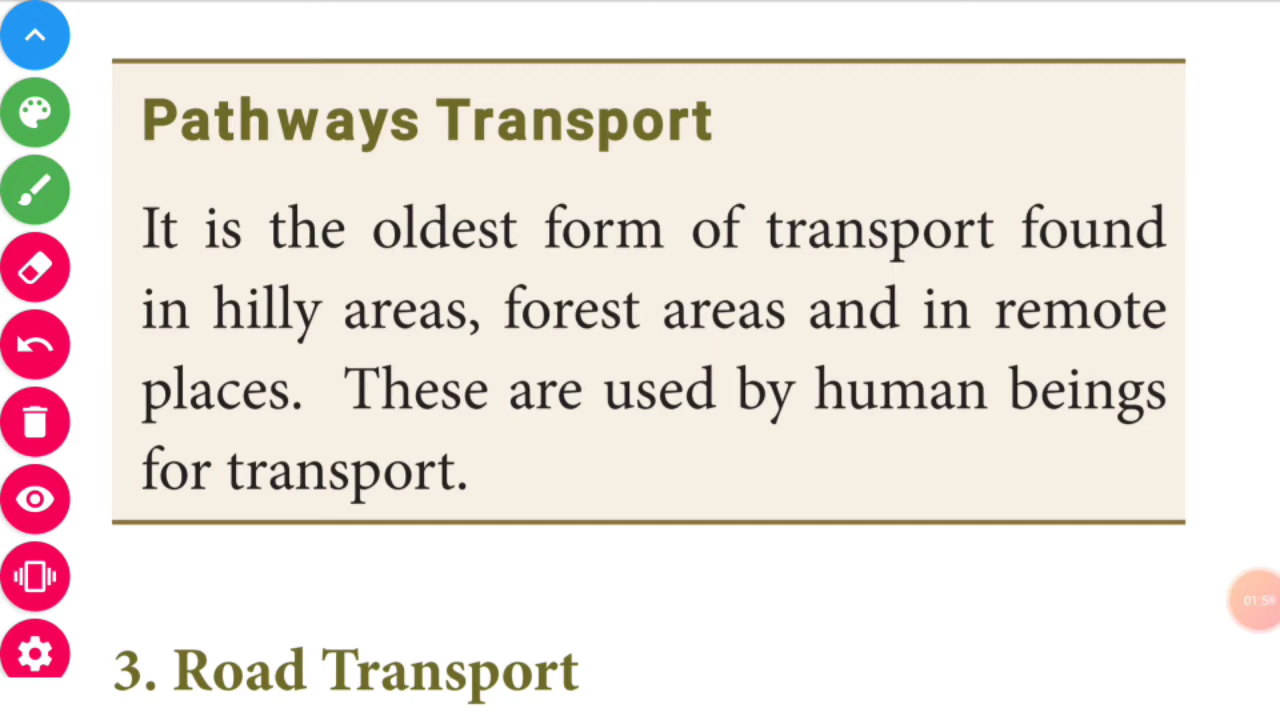 Pathways Transport
It is the oldest form of transport found
in hilly areas, forest areas and in remote
places. These are used by human beings
for transport.
3. Road Transport